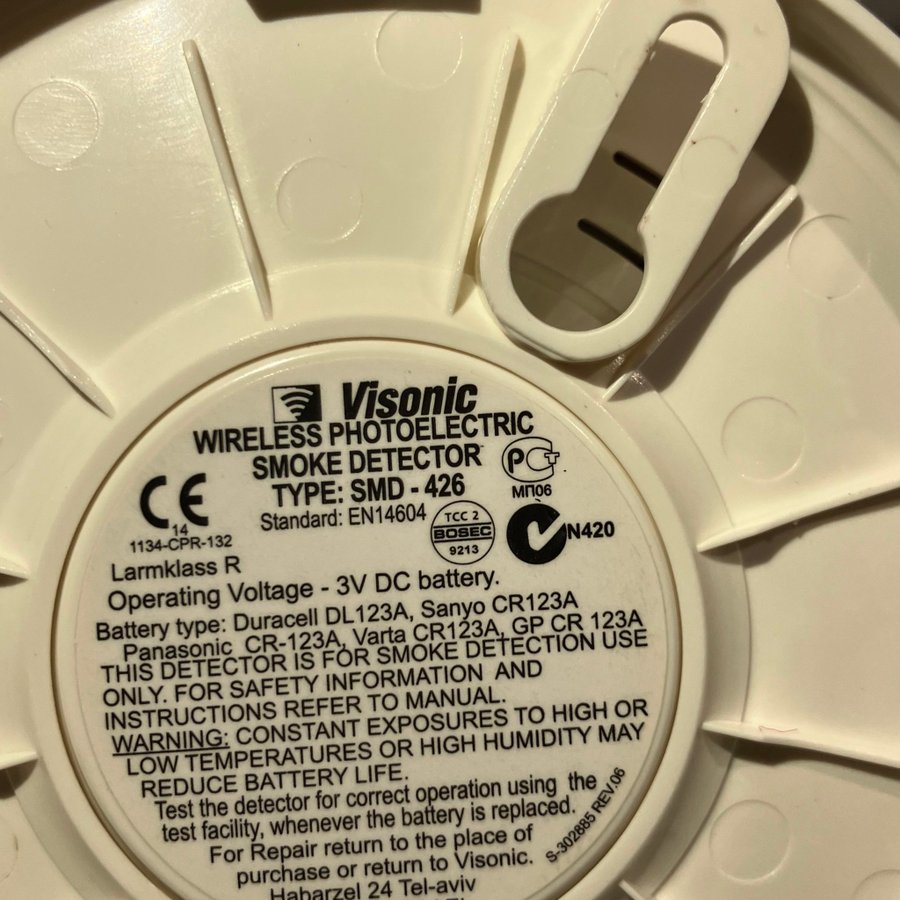 Visonic
WIRELESS PHOTOELECTRIC
SMOKE DETECTOR
TYPE: SMD - 426
Standard: EN14604
CE
14
1134-CPR-132
PCT
МП06
TCC 2
BOSEC
9213
N420
Larmklass R
Operating Voltage - 3V DC battery.
Battery type: Duracell DL123A, Sanyo CR123A
Panasonic CR-123A, Varta CR123A, GP CR 123A
THIS DETECTOR IS FOR SMOKE DETECTION USE
ONLY. FOR SAFETY INFORMATION AND
INSTRUCTIONS REFER TO MANUAL.
WARNING: CONSTANT EXPOSURES TO HIGH OR
LOW TEMPERATURES OR HIGH HUMIDITY MAY
REDUCE BATTERY LIFE.
Test the detector for correct operation using the
test facility, whenever the battery is replaced.
For Repair return to the place of
purchase or return to Visonic.
Habarzel 24 Tel-aviv
S-302885 REV.06